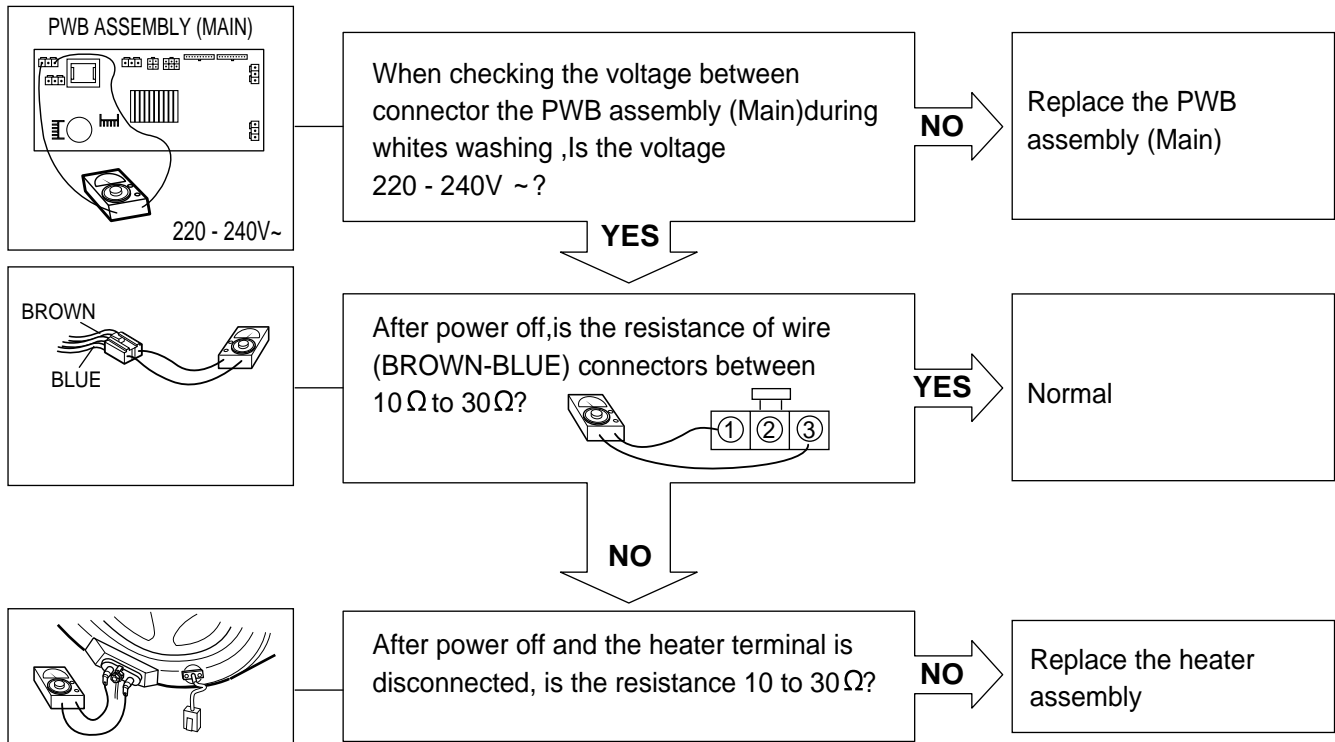 PWB ASSEMBLY (MAIN)
220 - 240V~
When checking the voltage between
connector the PWB assembly (Main)during
whites washing ,Is the voltage
220 - 240V ~?
NO
Replace the PWB
assembly (Main)
YES
BROWN
BLUE
After power off,is the resistance of wire
(BROWN-BLUE) connectors between
10Ω to 30Ω?
① ② ③
YES
Normal
NO
After power off and the heater terminal is
disconnected, is the resistance 10 to 30Ω?
NO
Replace the heater
assembly